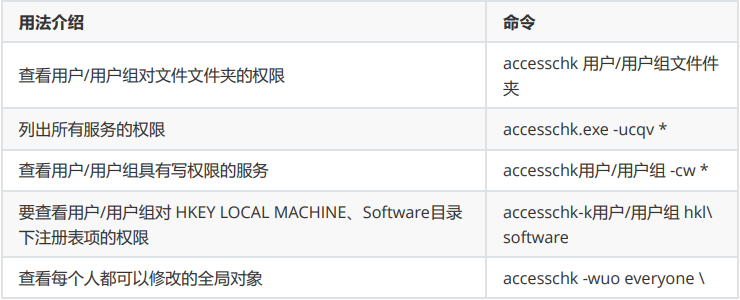 用法介绍 命令
查看用户/用户组对文件文件夹的权限 accesschk 用户/用户组文件件
夹
列出所有服务的权限 accesschk.exe -ucqv *
查看用户/用户组具有写权限的服务 accesschk用户/用户组 -cw *
要查看用户/用户组对 HKEY LOCAL MACHINE、Software目录
下注册表项的权限
accesschk-k用户/用户组 hkl\
software
查看每个人都可以修改的全局对象 accesschk -wuo everyone \